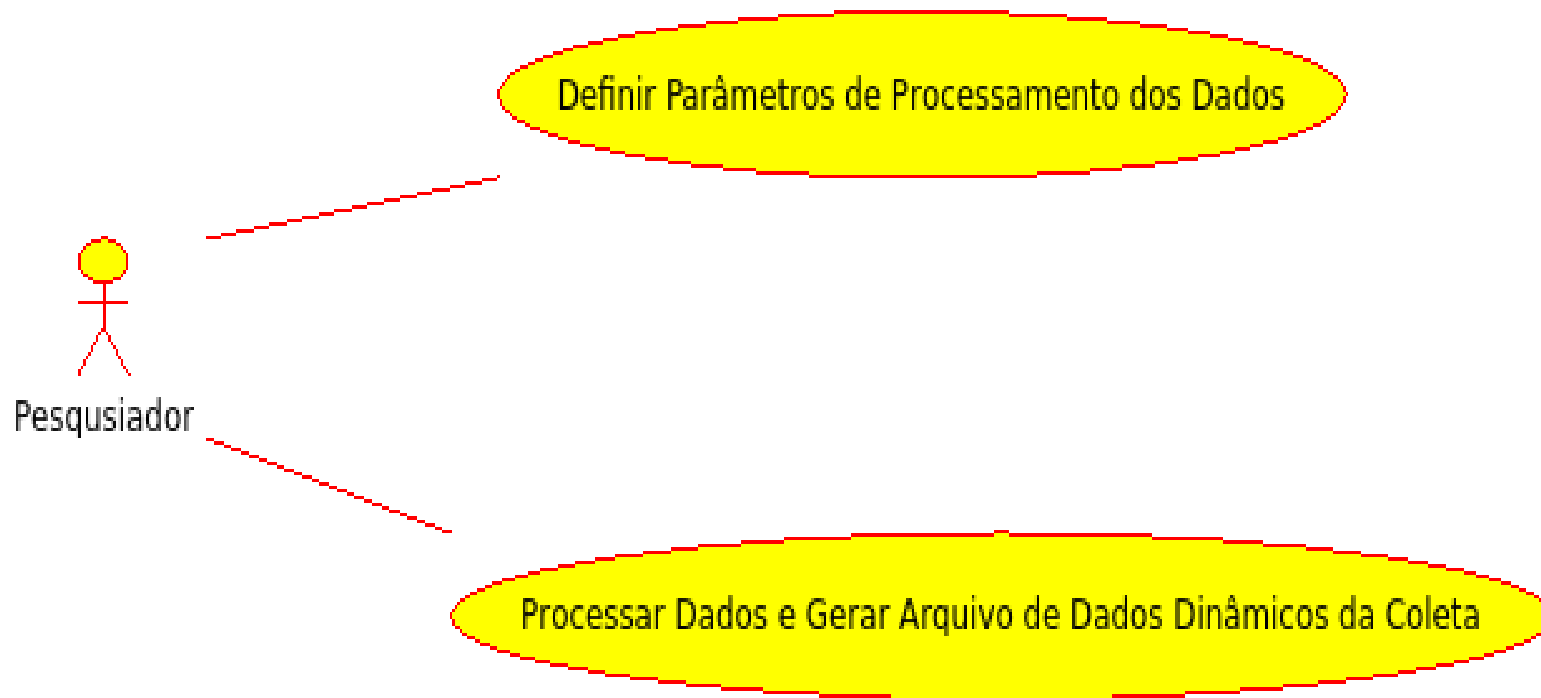 Definir Parâmetros de Processamento dos Dados
Pesqusiador
Processar Dados e Gerar Arquivo de Dados Dinâmicos da Coleta